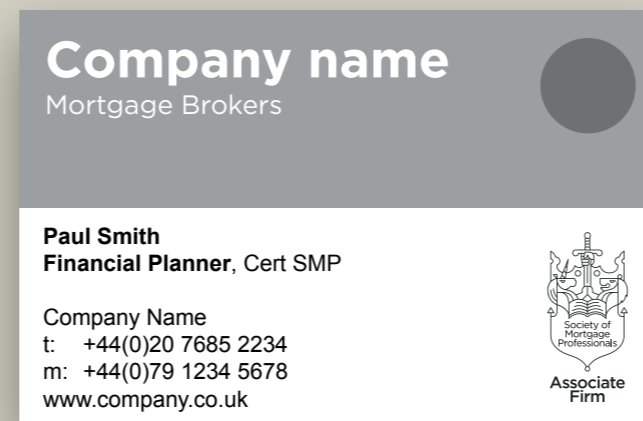 Company name
Mortgage Brokers
Paul Smith
Financial Planner, Cert SMP
Company Name
t: +44(0)20 7685 2234
m: +44(0)79 1234 5678
www.company.co.uk
Society of
Mortgage
Professionals
Associate
Firm